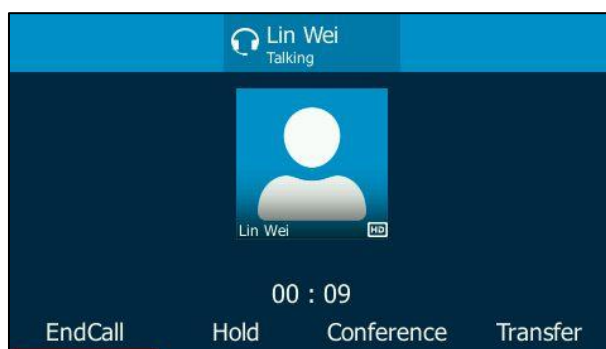 Lin Wei
Talking
Lin Wei HD
00 : 09
EndCall Hold Conference Transfer